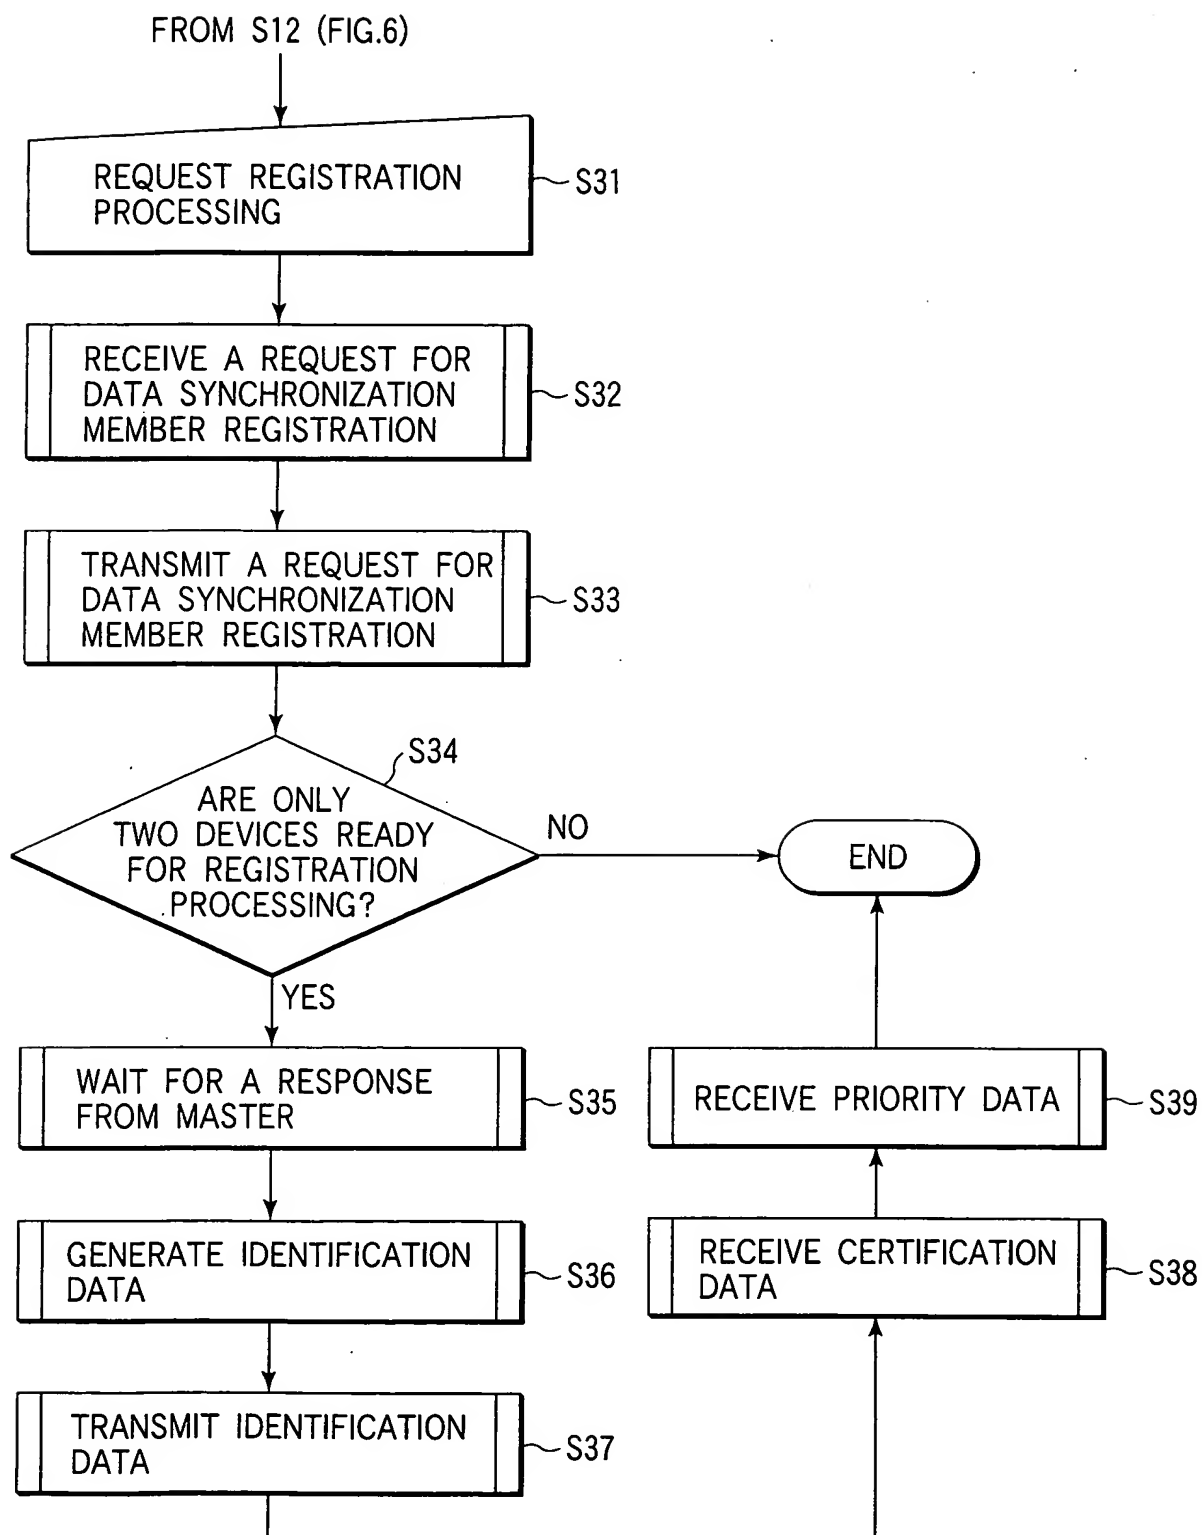 FROM S12 (FIG.6)
REQUEST REGISTRATION
PROCESSING
S31
RECEIVE A REQUEST FOR
DATA SYNCHRONIZATION
MEMBER REGISTRATION
S32
TRANSMIT A REQUEST FOR
DATA SYNCHRONIZATION
MEMBER REGISTRATION
S33
S34
ARE ONLY
TWO DEVICES READY
FOR REGISTRATION
PROCESSING?
NO
END
YES
WAIT FOR A RESPONSE
FROM MASTER
S35
GENERATE IDENTIFICATION
DATA
S36
TRANSMIT IDENTIFICATION
DATA
S37
RECEIVE CERTIFICATION
DATA
S38
RECEIVE PRIORITY DATA
S39